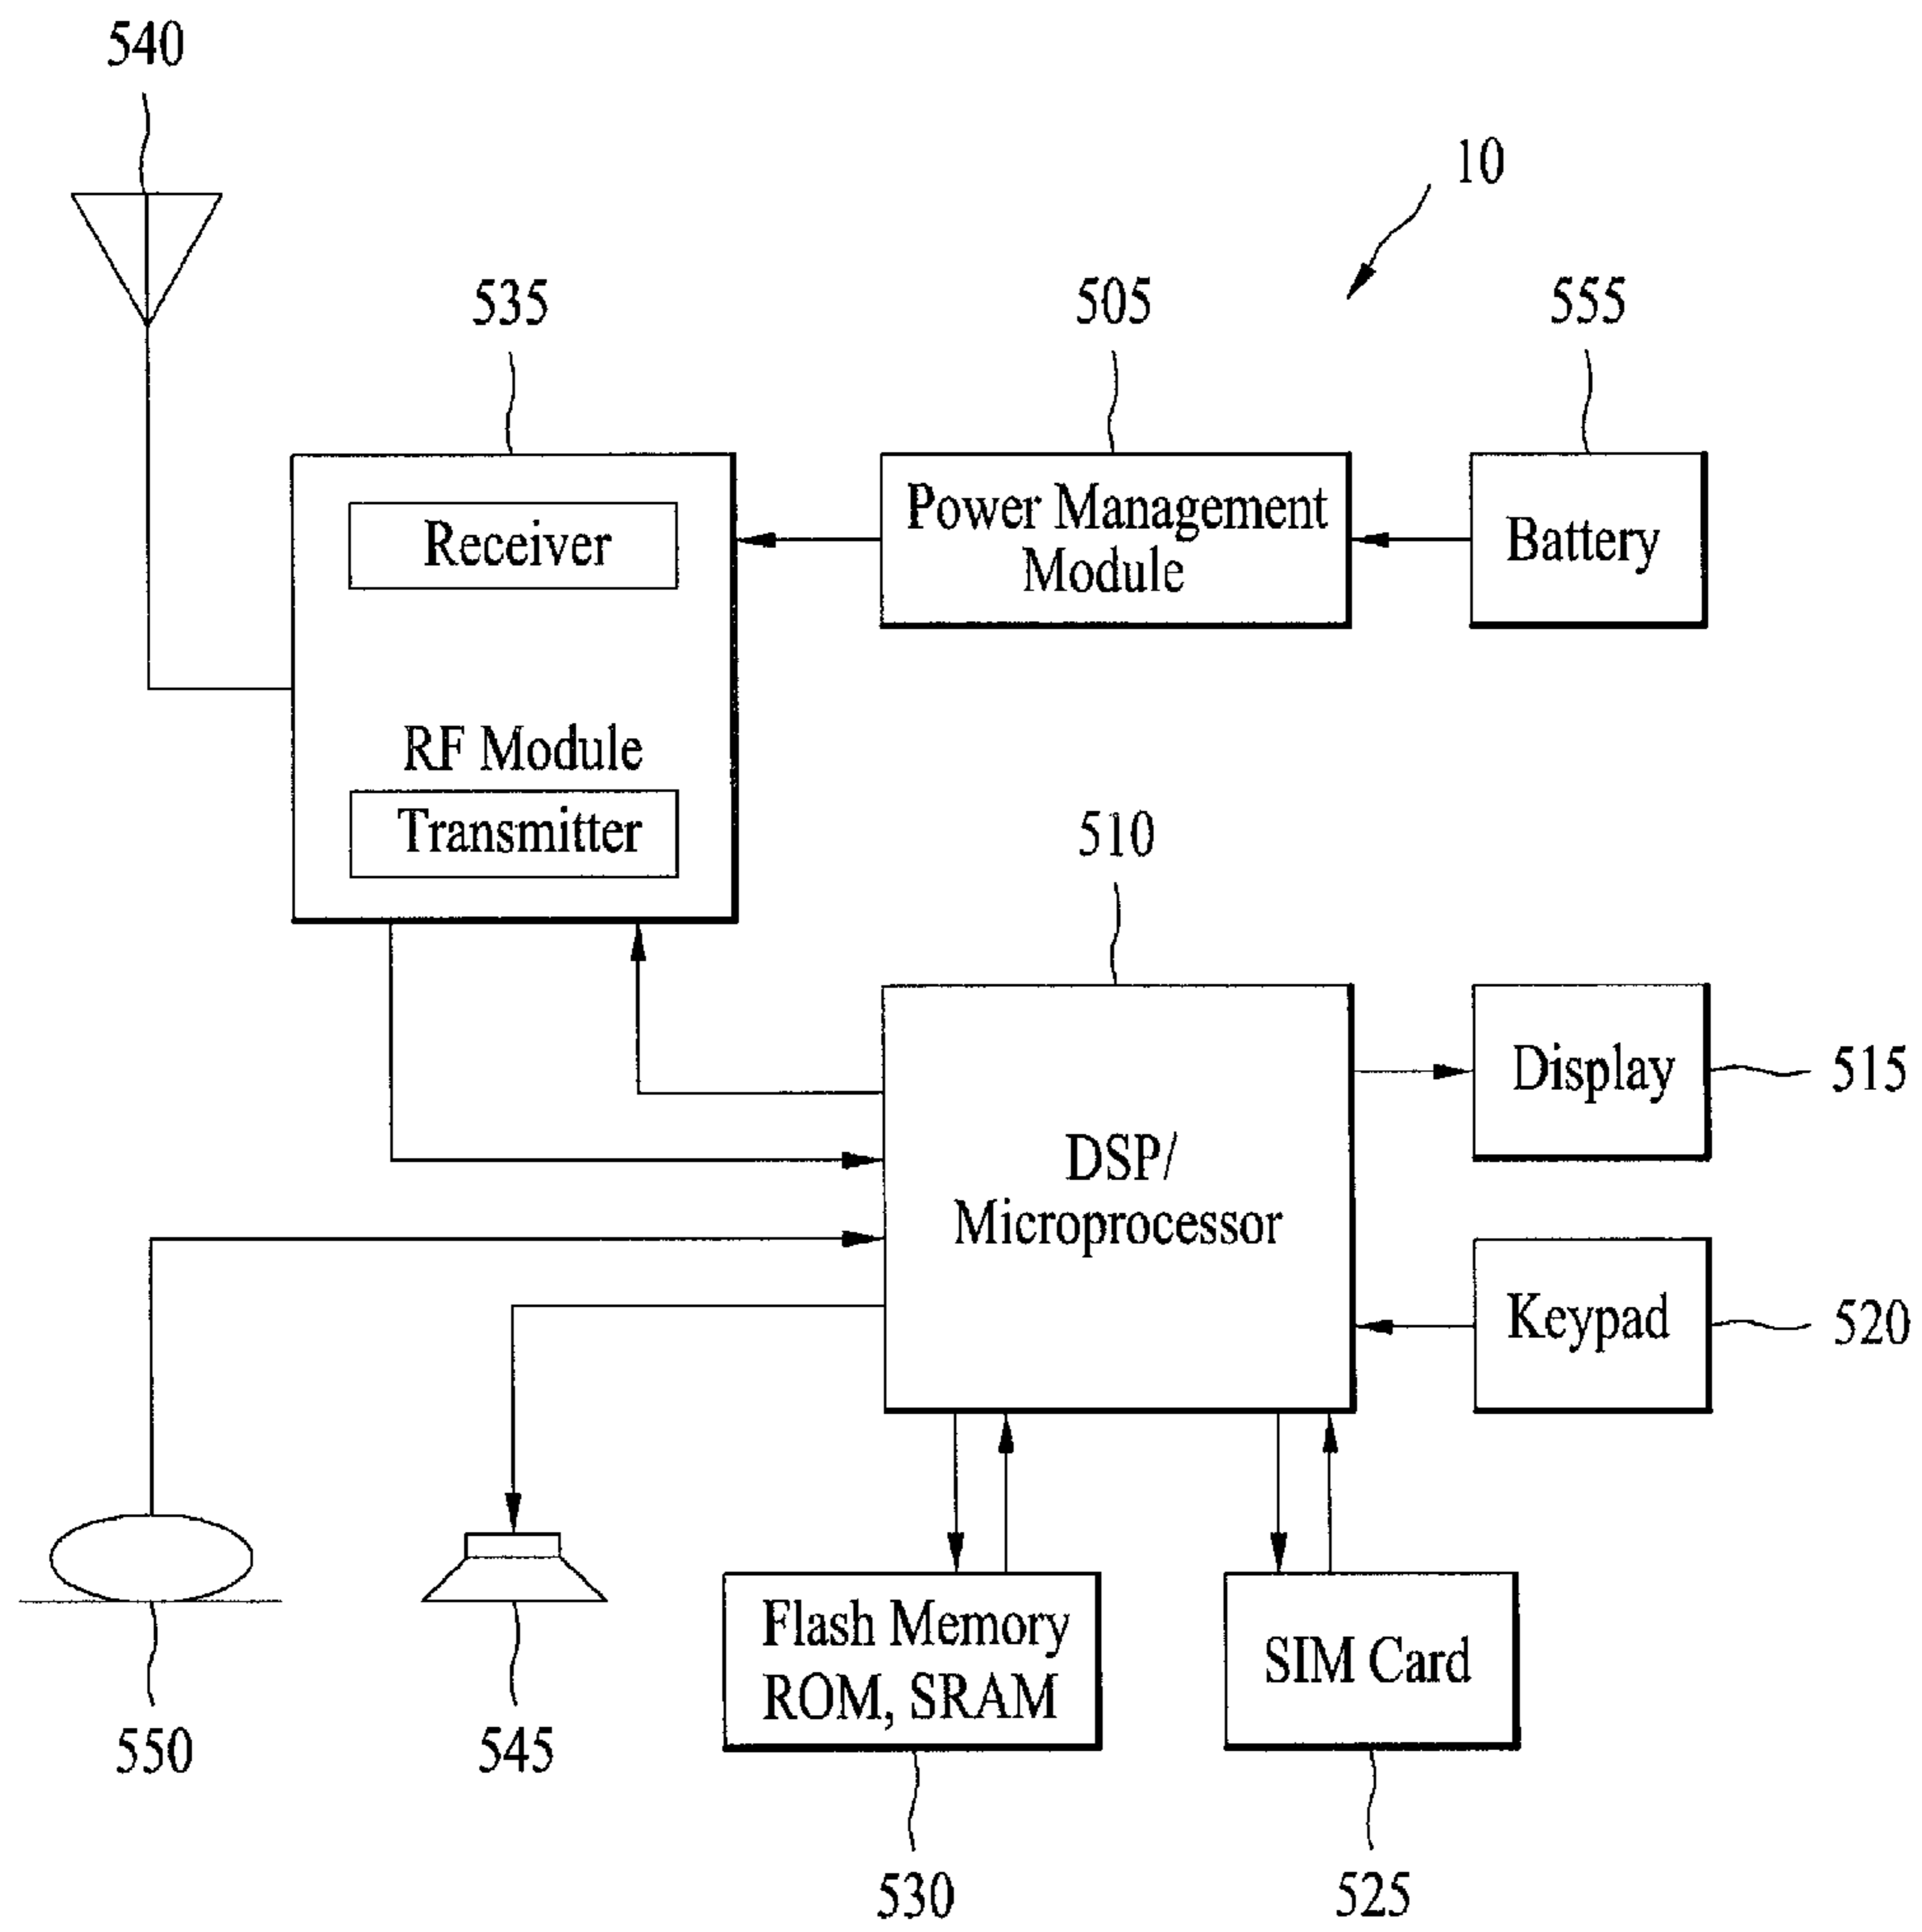 540
10
535
505
555
Receiver
Power Management
Module
Battery
RF Module
Transmitter
510
Display
515
DSP/
Microprocessor
Keypad
520
Flash Memory
ROM, SRAM
SIM Card
550
545
530
525